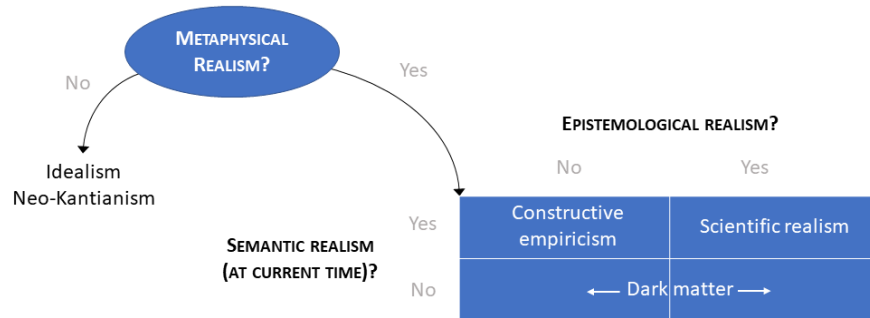 METAPHYSICAL
REALISM?
No
Yes
Idealism
Neo-Kantianism
EPISTEMOLOGICAL REALISM?
No
Yes
SEMANTIC REALISM
(AT CURRENT TIME)?
Yes
Constructive
empiricism
Scientific realism
No
Dark matter